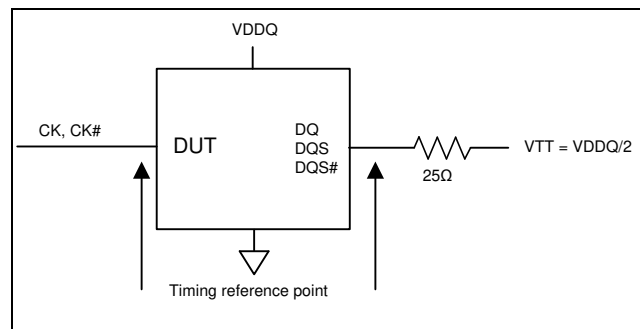 VDDQ
CK, CK#
DUT
DQ
DQS
DQS#
25Ω
VTT = VDDQ/2
Timing reference point